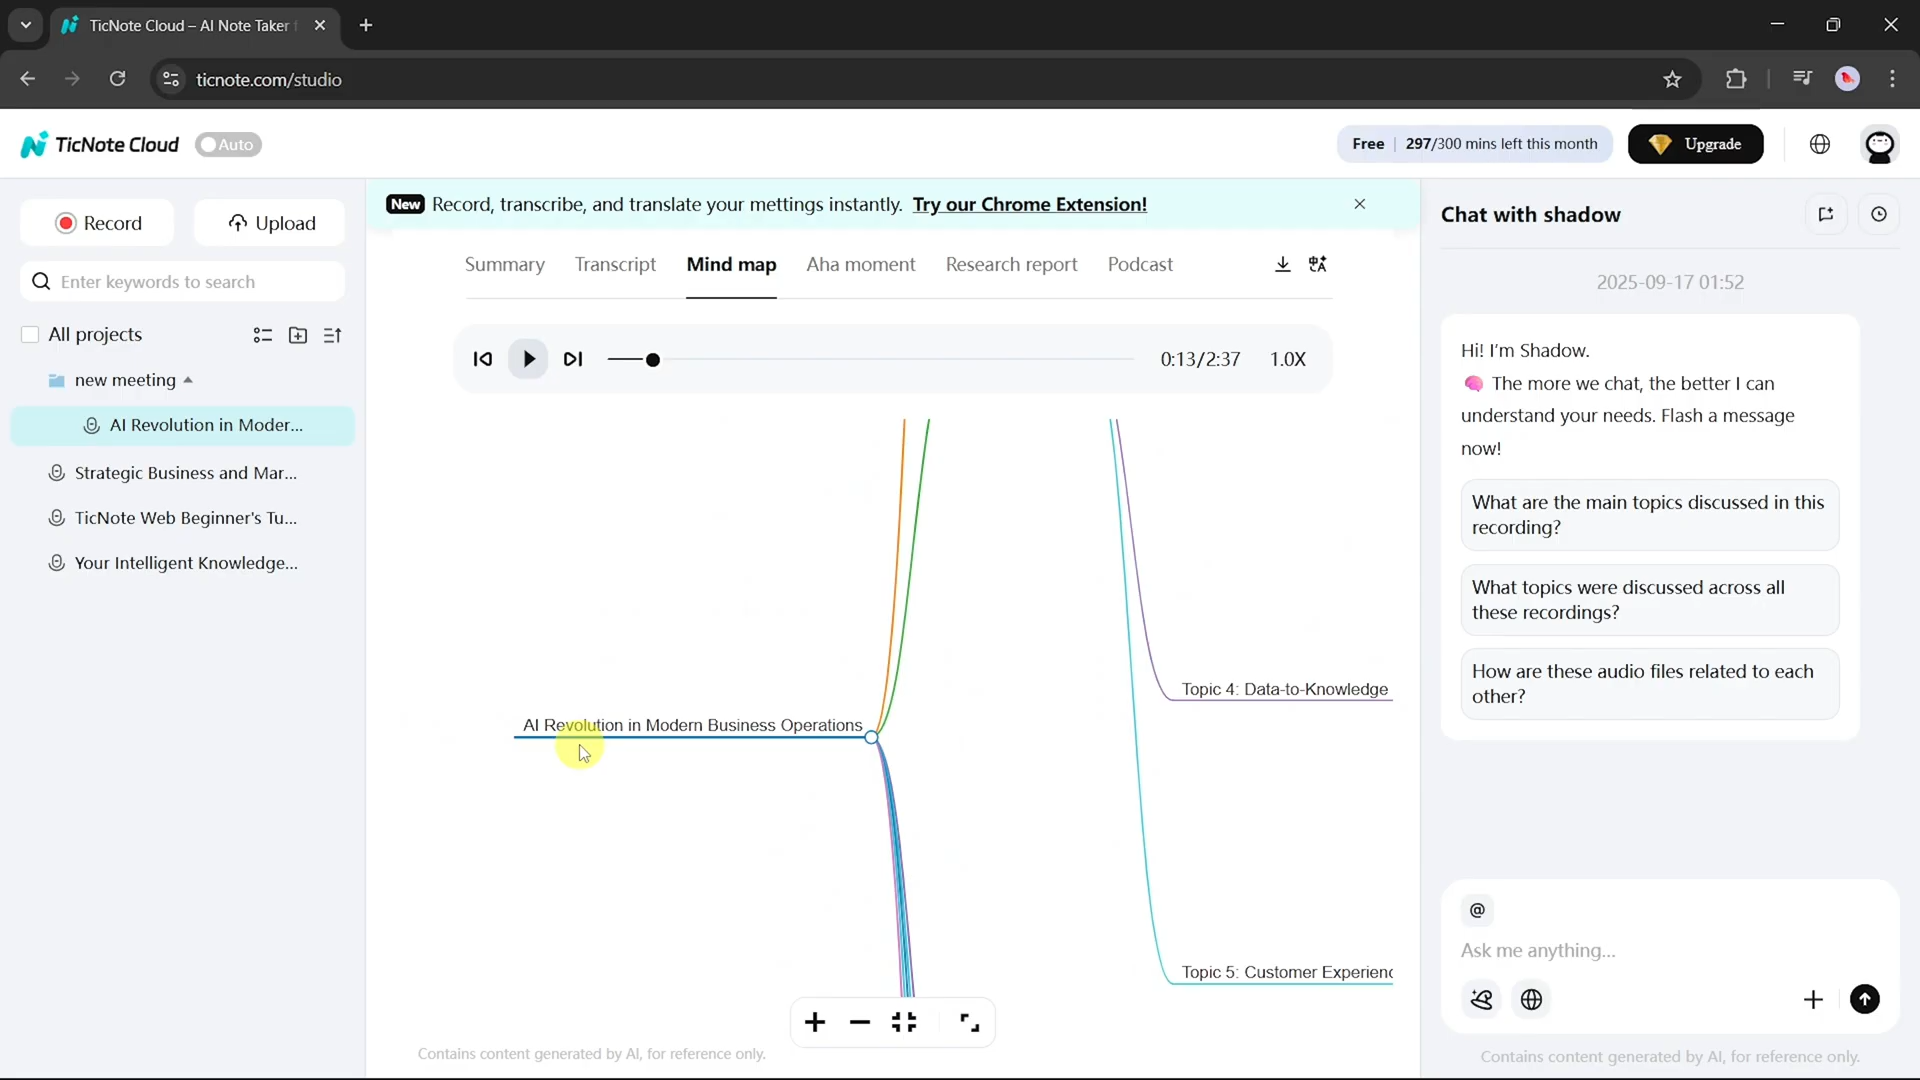 TicNote Cloud – AI Note Taker
ticnote.com/studio
TicNote Cloud
Auto
Free
297/300 mins left this month
Upgrade
Record
Upload
Enter keywords to search
All projects
new meeting
AI Revolution in Moder...
Strategic Business and Mar...
TicNote Web Beginner's Tu...
Your Intelligent Knowledge...
New Record, transcribe, and translate your mettings instantly. Try our Chrome Extension!
Summary
Transcript
Mind map
Aha moment
Research report
Podcast
0:13/2:37
1.0X
AI Revolution in Modern Business Operations
Topic 4: Data-to-Knowledge
Topic 5: Customer Experienc
Contains content generated by AI, for reference only.
Chat with shadow
2025-09-17 01:52
Hi! I'm Shadow.
The more we chat, the better I can
understand your needs. Flash a message
now!
What are the main topics discussed in this
recording?
What topics were discussed across all
these recordings?
How are these audio files related to each
other?
@
Ask me anything...
Contains content generated by AI, for reference only.